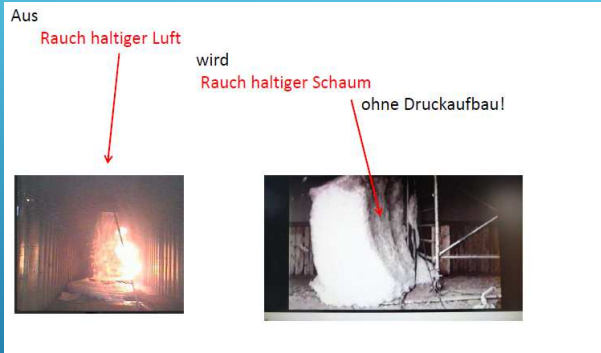 Aus
Rauch haltiger Luft
wird
Rauch haltiger Schaum
ohne Druckaufbau!